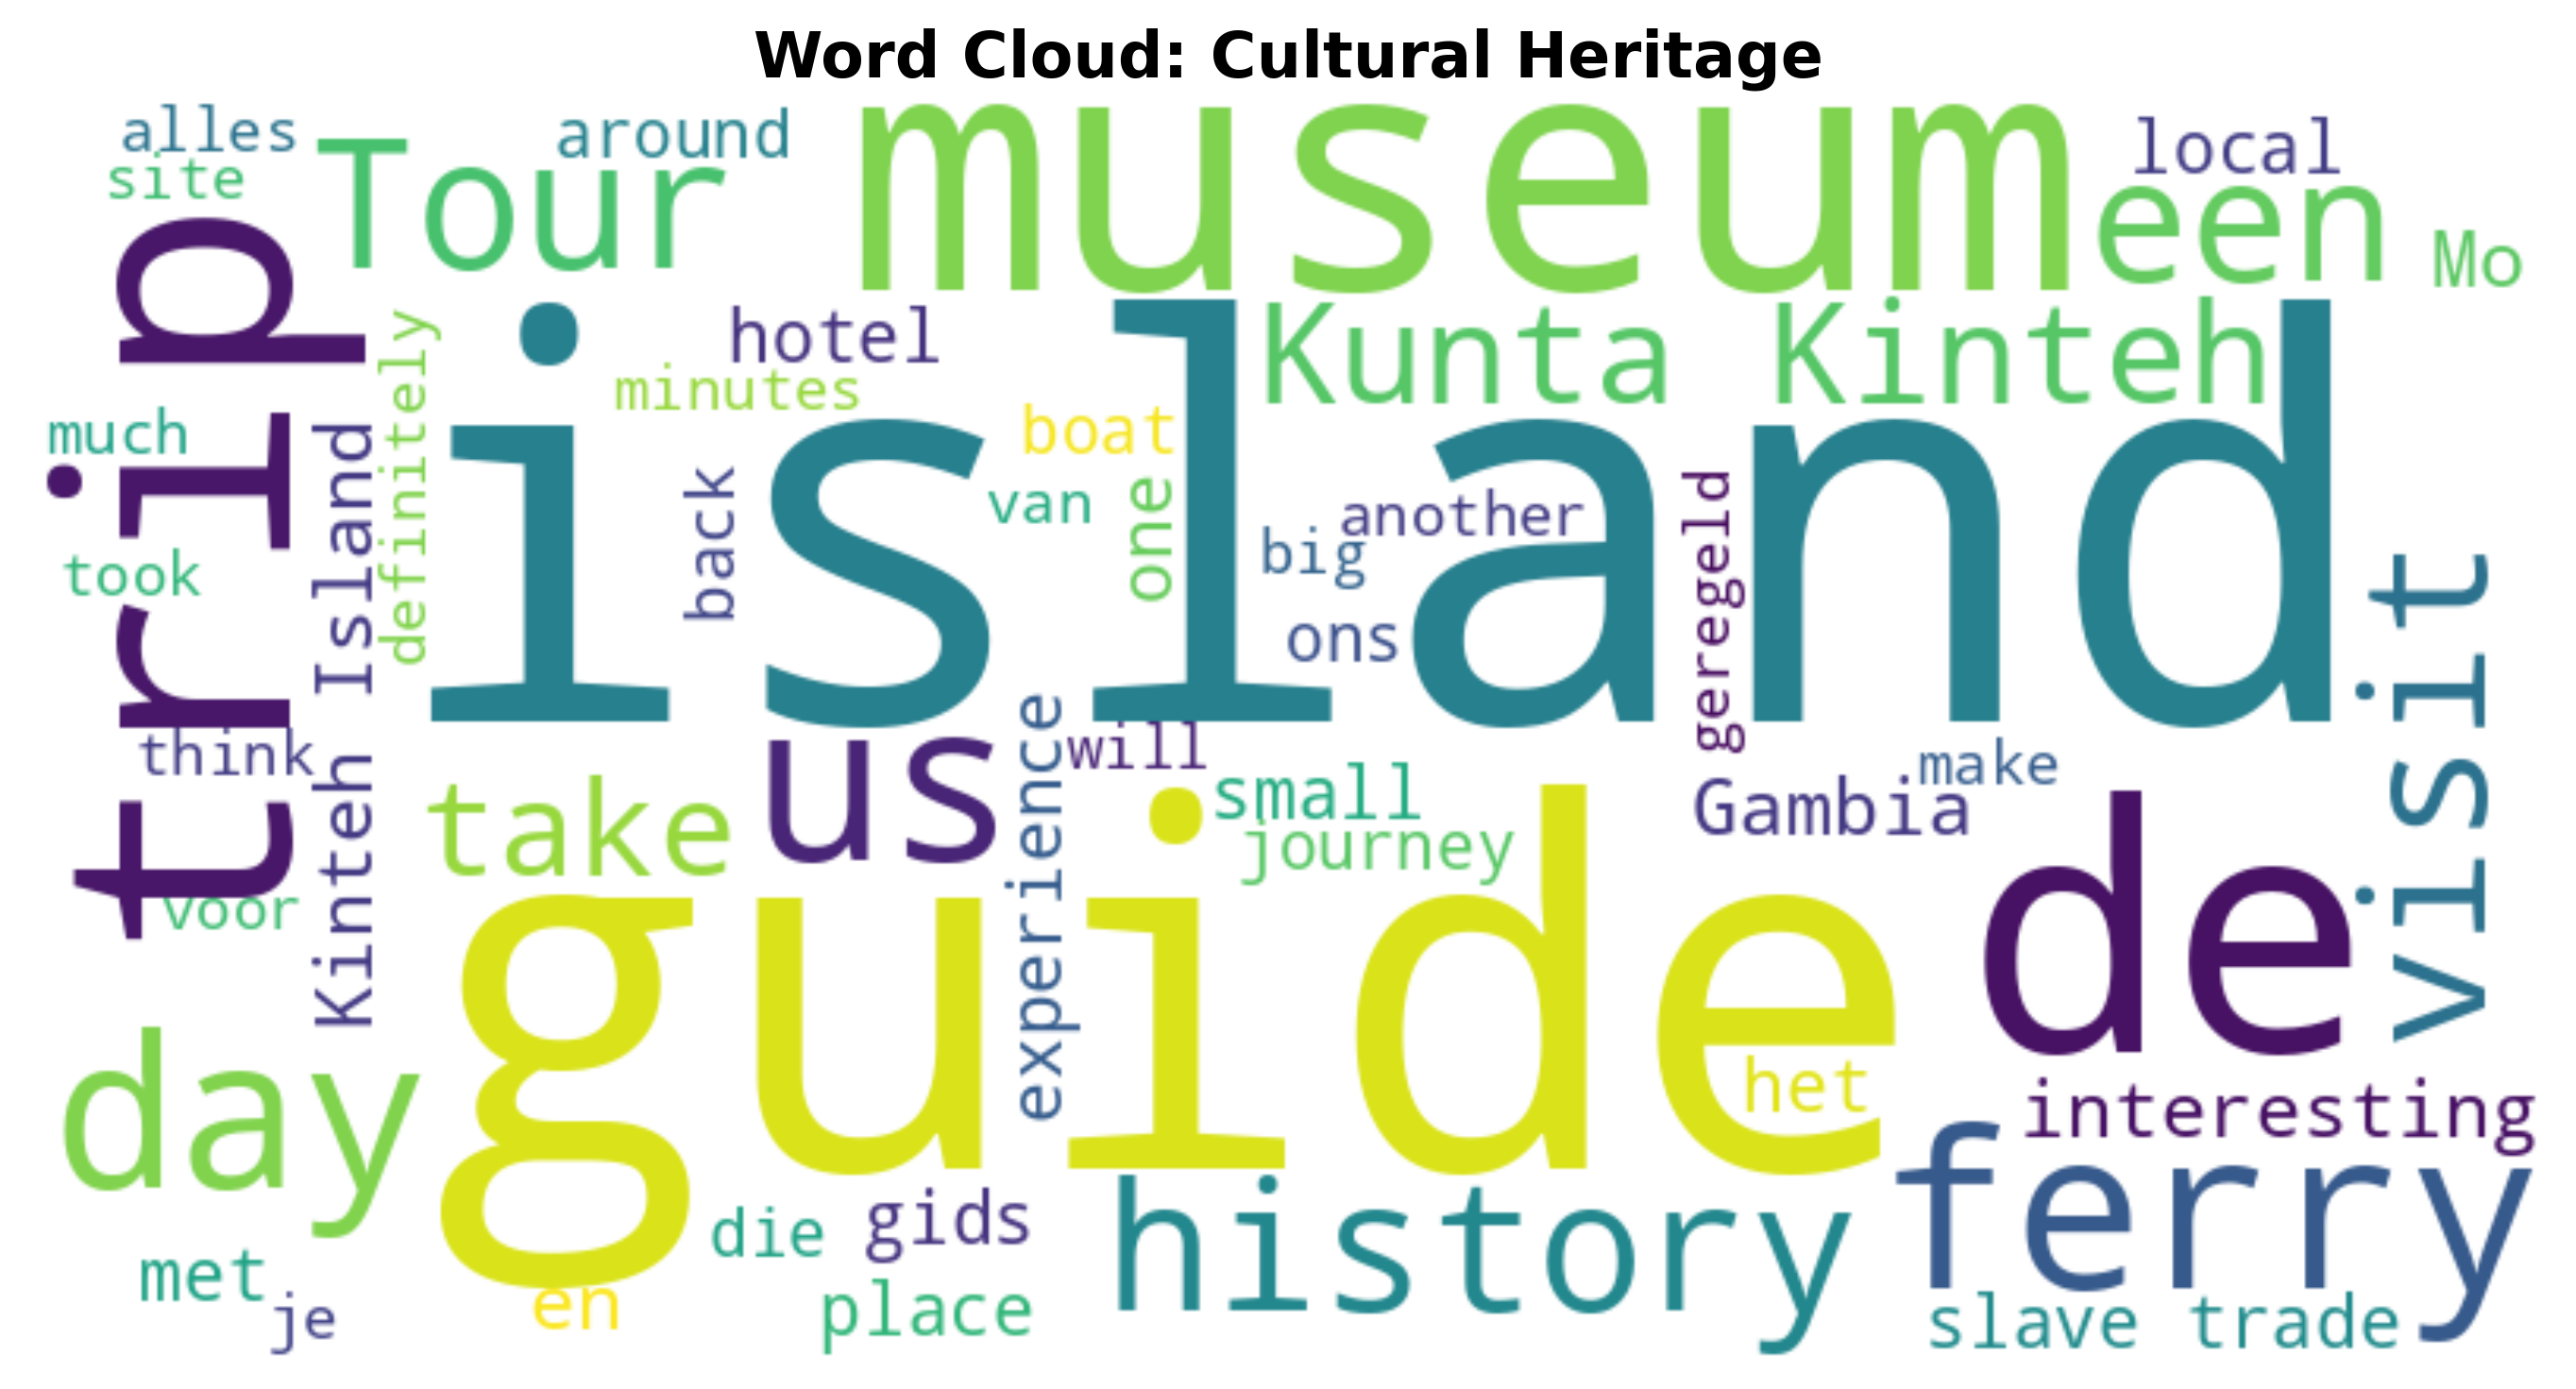 Word Cloud: Cultural Heritage
alles
around
museum
local
site
Tour
een
Mo
trip
hotel
Kunta Kinteh
definitely
minutes
island
much
boat
Kinteh Island
back
van
one
another
geregeld
big
took
ons
visit
think
us
experience
will
small
make
take
journey
Gambia
guide
de
voor
day
het
interesting
ferry
die
gids
history
met
je
en
place
slave trade